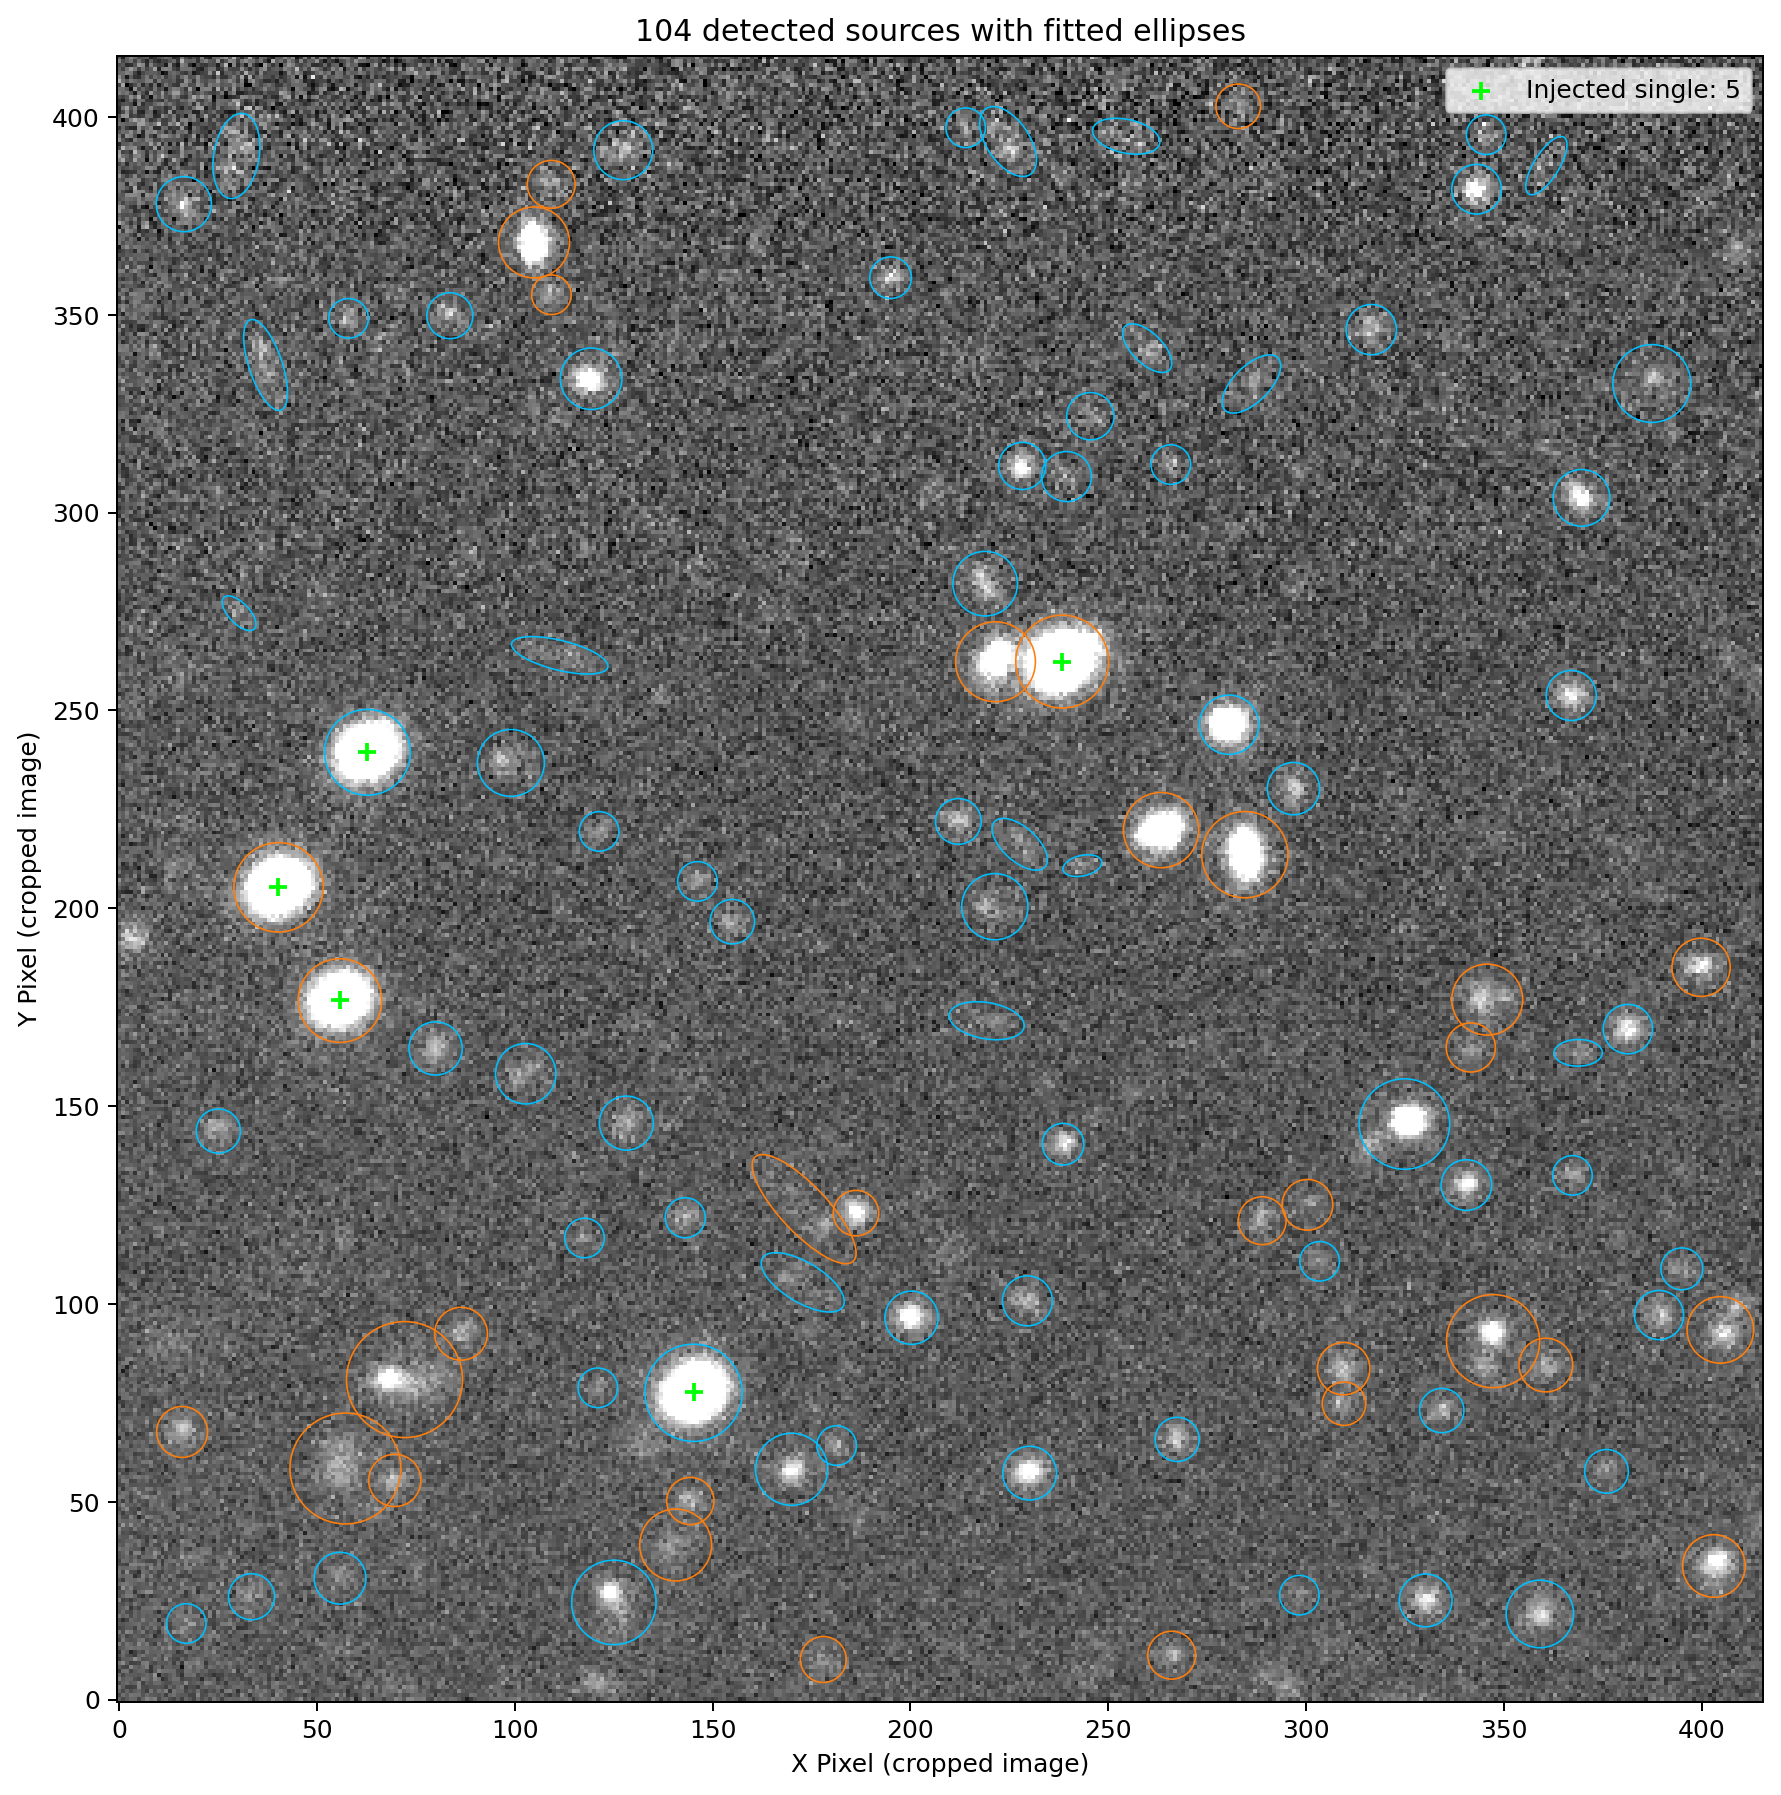 104 detected sources with fitted ellipses
Injected single: 5
Y Pixel (cropped image)
400
350
300
250
200
150
100
50
0
0 50 100 150 200 250 300 350 400
X Pixel (cropped image)